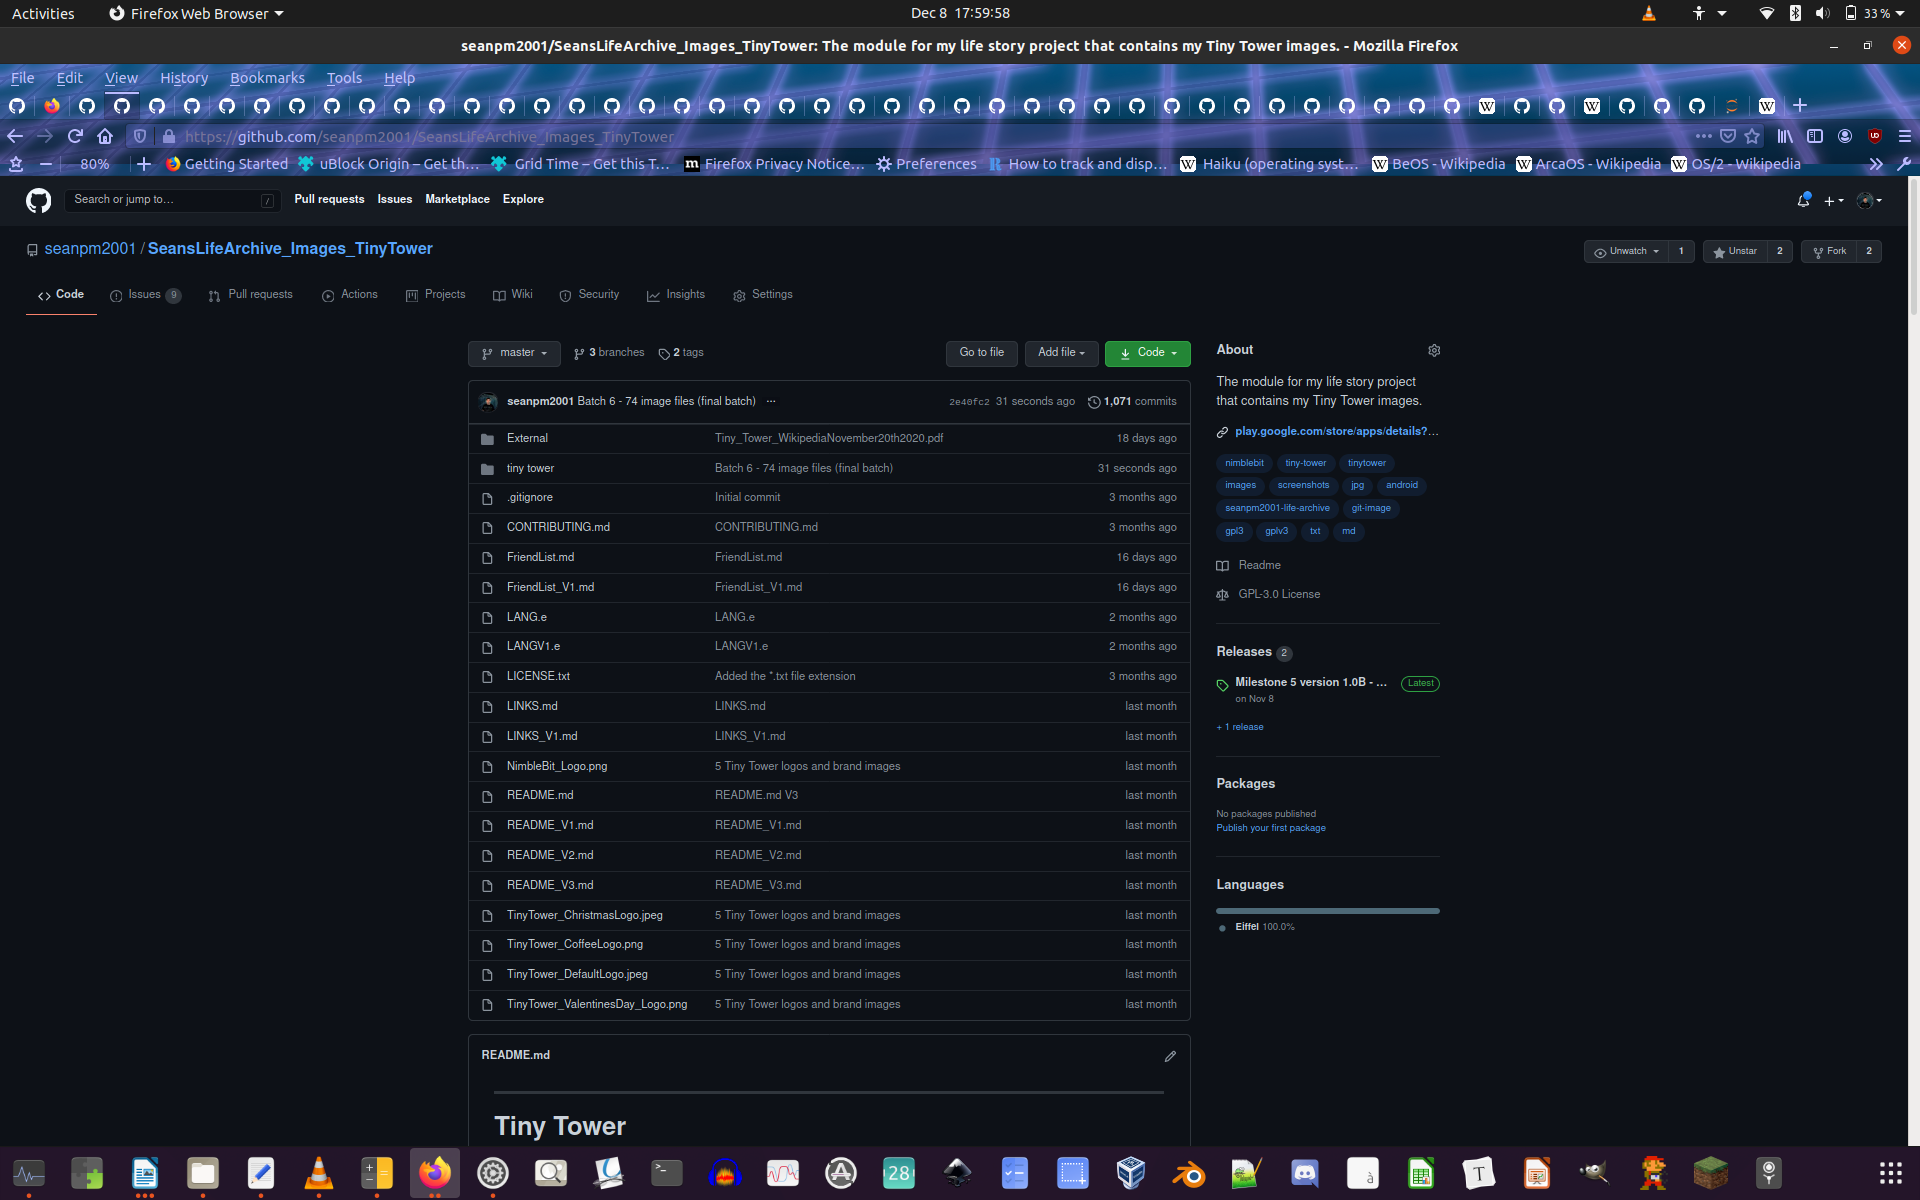 Activities
Firefox Web Browser
Dec 8 17:59:58
33 %
seanpm2001/SeansLifeArchive_Images_TinyTower: The module for my life story project that contains my Tiny Tower images. - Mozilla Firefox
File Edit View History Bookmarks Tools Help
https://github.com/seanpm2001/SeansLifeArchive_Images_TinyTower
80%
Getting Started
uBlock Origin – Get th…
Grid Time – Get this T…
Firefox Privacy Notice…
Preferences
How to track and disp…
Haiku (operating syst…
BeOS - Wikipedia
ArcaOS - Wikipedia
OS/2 - Wikipedia
Search or jump to…
/
Pull requests Issues Marketplace Explore
seanpm2001 / SeansLifeArchive_Images_TinyTower
Unwatch 1
Unstar 2
Fork 2
Code
Issues 9
Pull requests
Actions
Projects
Wiki
Security
Insights
Settings
master
3 branches
2 tags
Go to file
Add file
Code
seanpm2001 Batch 6 - 74 image files (final batch) ... 2e40fc2 31 seconds ago 1,071 commits
External Tiny_Tower_WikipediaNovember20th2020.pdf 18 days ago
tiny tower Batch 6 - 74 image files (final batch) 31 seconds ago
.gitignore Initial commit 3 months ago
CONTRIBUTING.md CONTRIBUTING.md 3 months ago
FriendList.md FriendList.md 16 days ago
FriendList_V1.md FriendList_V1.md 16 days ago
LANG.e LANG.e 2 months ago
LANGV1.e LANGV1.e 2 months ago
LICENSE.txt Added the *.txt file extension 3 months ago
LINKS.md LINKS.md last month
LINKS_V1.md LINKS_V1.md last month
NimbleBit_Logo.png 5 Tiny Tower logos and brand images last month
README.md README.md V3 last month
README_V1.md README_V1.md last month
README_V2.md README_V2.md last month
README_V3.md README_V3.md last month
TinyTower_ChristmasLogo.jpeg 5 Tiny Tower logos and brand images last month
TinyTower_CoffeeLogo.png 5 Tiny Tower logos and brand images last month
TinyTower_DefaultLogo.jpeg 5 Tiny Tower logos and brand images last month
TinyTower_ValentinesDay_Logo.png 5 Tiny Tower logos and brand images last month
README.md
Tiny Tower
About
The module for my life story project
that contains my Tiny Tower images.
play.google.com/store/apps/details?…
nimblebit tiny-tower tinytower
images screenshots jpg android
seanpm2001-life-archive git-image
gpl3 gplv3 txt md
Readme
GPL-3.0 License
Releases 2
Milestone 5 version 1.0B - … Latest
on Nov 8
+ 1 release
Packages
No packages published
Publish your first package
Languages
Eiffel 100.0%
28